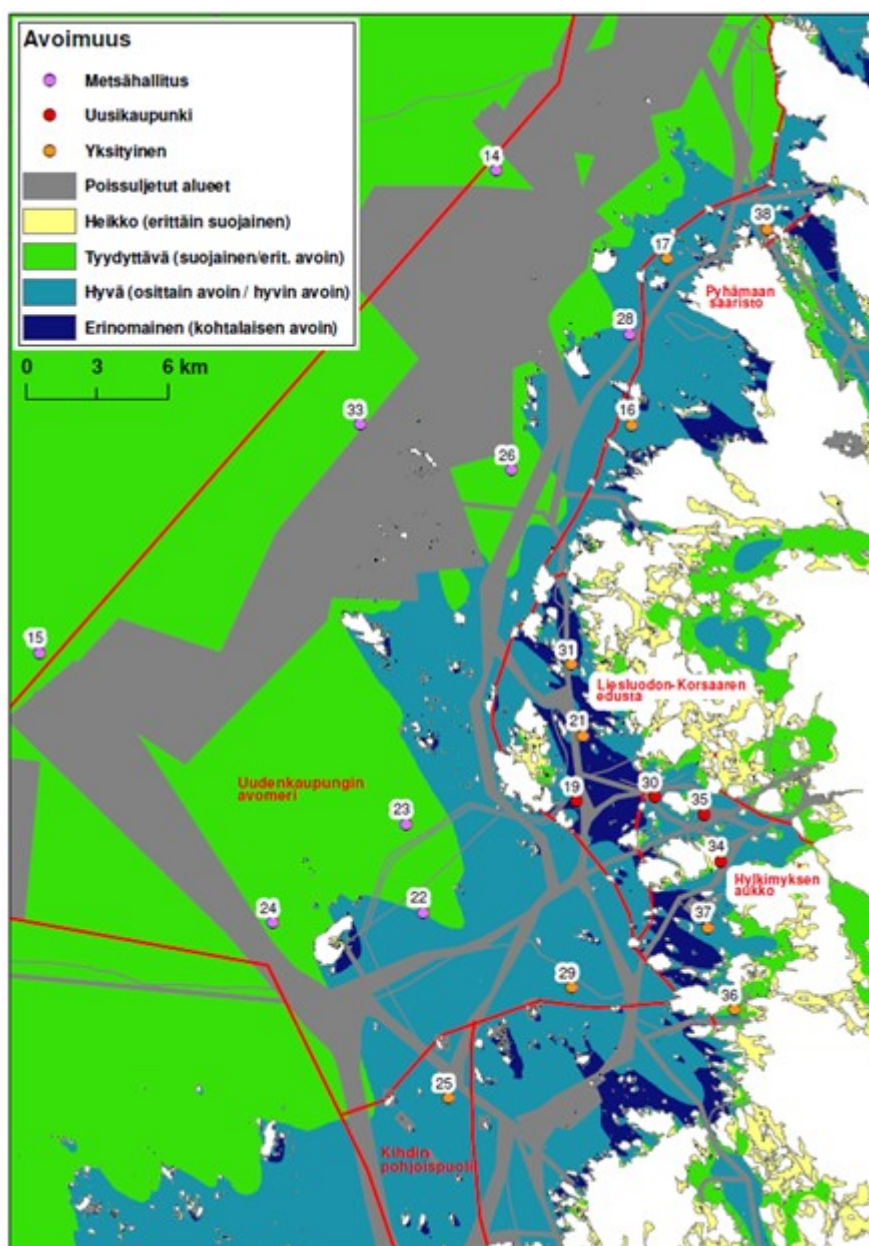 Avoimuus
Metsähallitus
Uusikaupunki
Yksityinen
Poissuljetut alueet
Heikko (erittäin suojainen)
Tyydyttävä (suojainen/erit. avoin)
Hyvä (osittain avoin / hyvin avoin)
Erinomainen (kohtalaisen avoin)
0 3 6 km
14
38
17
Pyhämaan
saaristo
28
33
16
26
15
31
Liesluodon-Korsaaren
edusta
21
Uudenkaupungin
avomeri
19
30
35
23
34
Hylkimyksen
aukko
22
24
37
29
36
25
Kihdin
pohjoispuoli